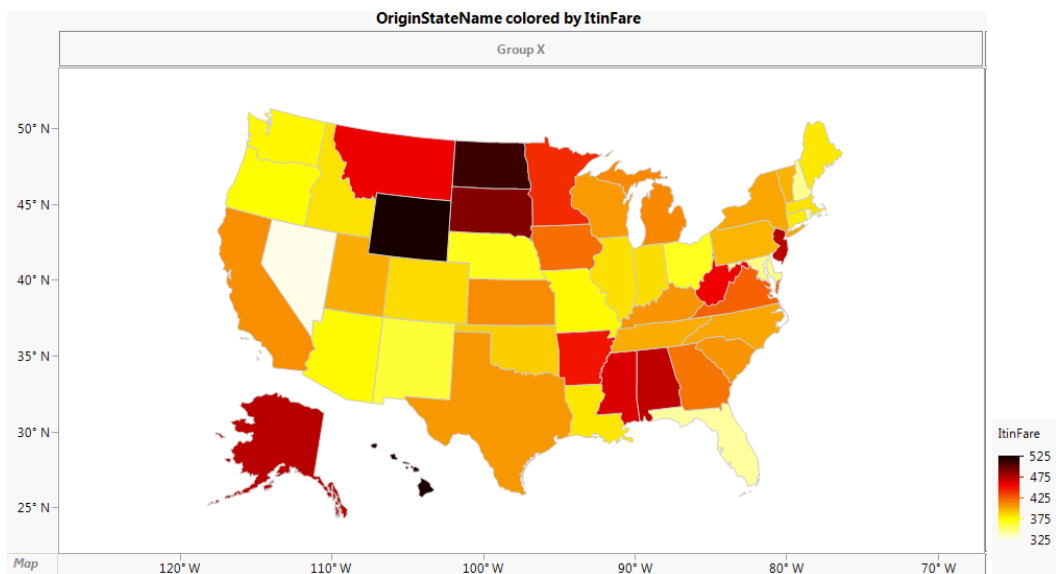 OriginStateName colored by ItinFare
Group X
50° N
45° N
40° N
35° N
30° N
25° N
ItinFare
525
475
425
375
325
Map
120° W
110° W
100° W
90° W
80° W
70° W